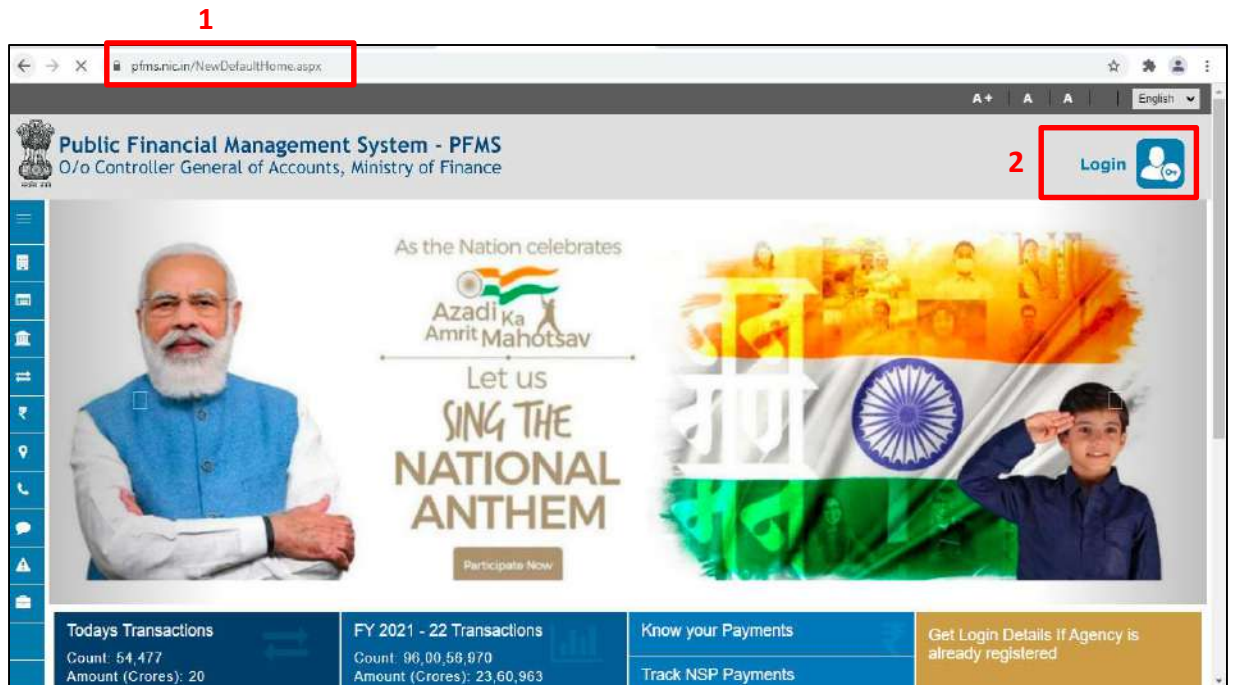 1
pfms.nic.in/NewDefaultHome.aspx
A+ A A English
Public Financial Management System - PFMS
O/o Controller General of Accounts, Ministry of Finance
2 Login
As the Nation celebrates
Azadi Ka
Amrit Mahotsav
Let us
SING THE
NATIONAL
ANTHEM
Participate Now
जन
गण
मन
Todays Transactions
Count: 54,477
Amount (Crores): 20
FY 2021 - 22 Transactions
Count: 96,00,56,970
Amount (Crores): 23,60,963
Know your Payments
Track NSP Payments
Get Login Details If Agency is
already registered